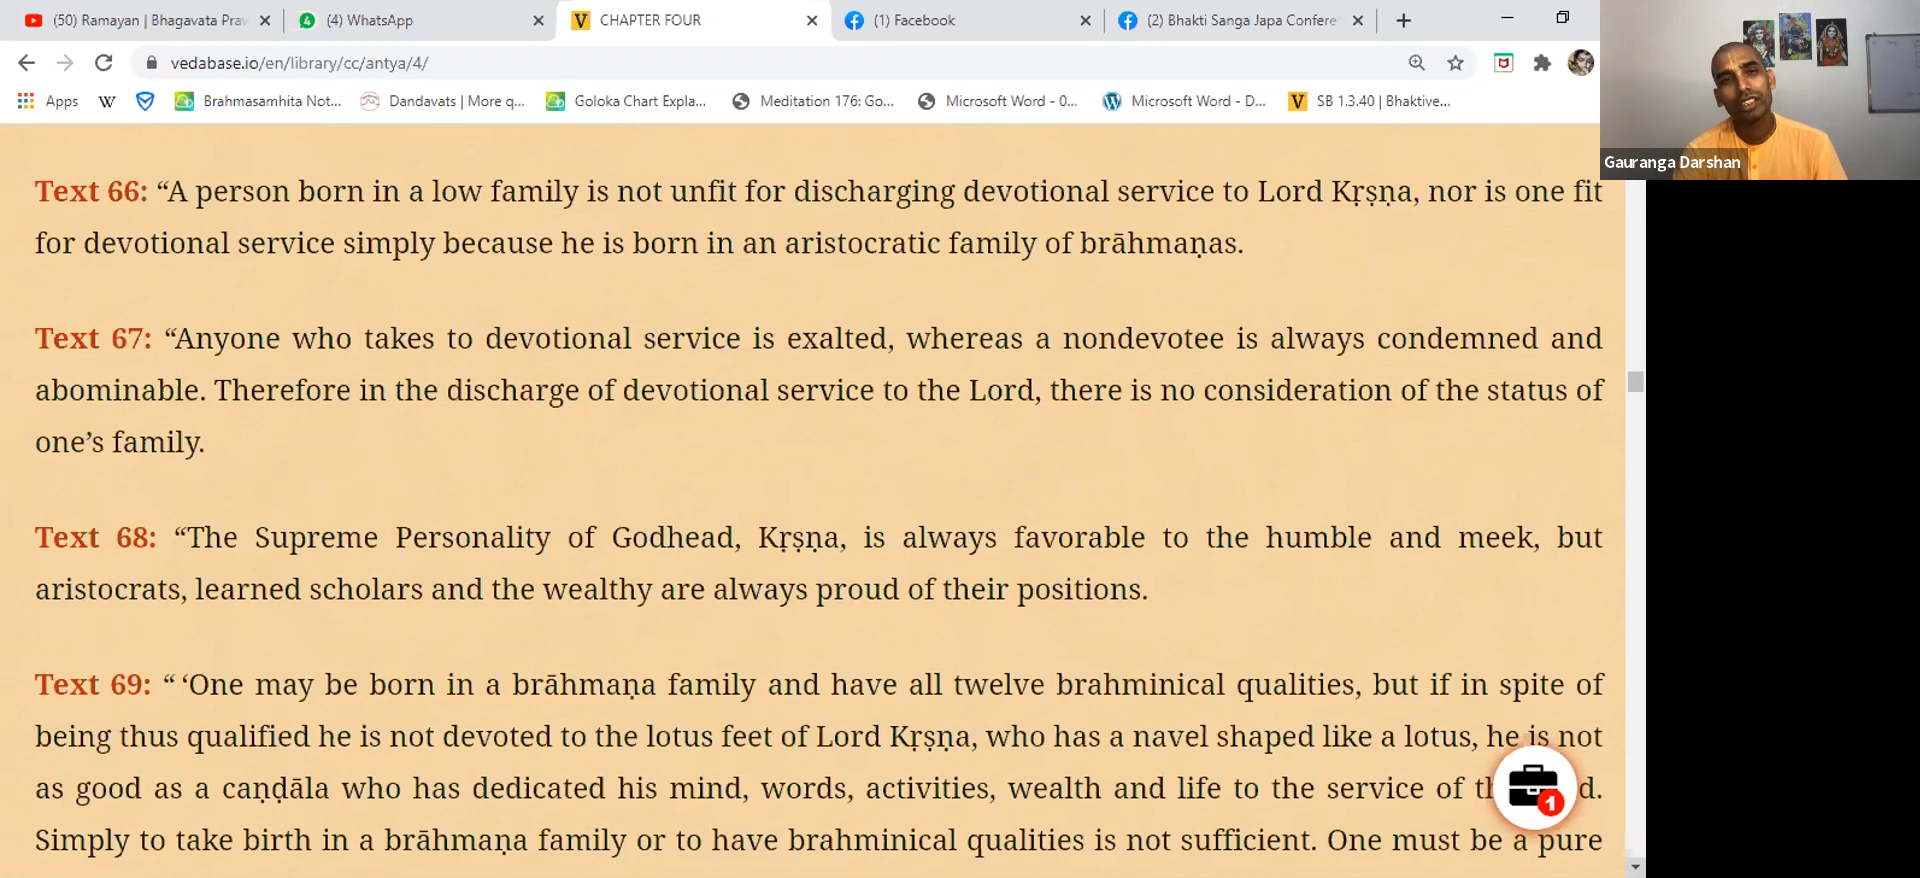 (50) Ramayan | Bhagavata Prav
(4) WhatsApp
CHAPTER FOUR
(1) Facebook
(2) Bhakti Sanga Japa Confere
vedabase.io/en/library/cc/antya/4/
Apps
W
Brahmasamhita Not...
Dandavats | More q...
Goloka Chart Expla...
Meditation 176: Go...
Microsoft Word - 0...
Microsoft Word - D...
SB 1.3.40 | Bhaktive...
Gauranga Darshan
Text 66: “A person born in a low family is not unfit for discharging devotional service to Lord Kṛṣṇa, nor is one fit
for devotional service simply because he is born in an aristocratic family of brāhmaṇas.
Text 67: “Anyone who takes to devotional service is exalted, whereas a nondevotee is always condemned and
abominable. Therefore in the discharge of devotional service to the Lord, there is no consideration of the status of
one’s family.
Text 68: “The Supreme Personality of Godhead, Kṛṣṇa, is always favorable to the humble and meek, but
aristocrats, learned scholars and the wealthy are always proud of their positions.
Text 69: “ ‘One may be born in a brāhmaṇa family and have all twelve brahminical qualities, but if in spite of
being thus qualified he is not devoted to the lotus feet of Lord Kṛṣṇa, who has a navel shaped like a lotus, he is not
as good as a caṇḍāla who has dedicated his mind, words, activities, wealth and life to the service of t d.
Simply to take birth in a brāhmaṇa family or to have brahminical qualities is not sufficient. One must be a pure
1